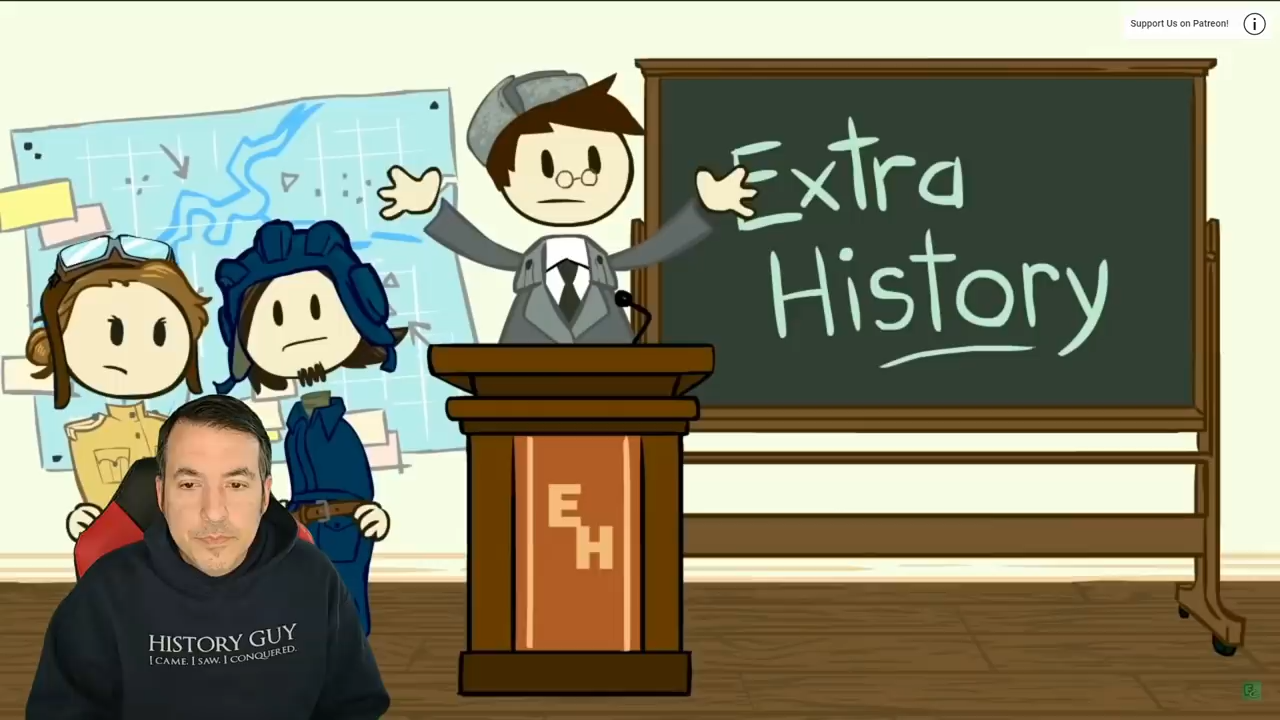 Support Us on Patreon!
Extra
History
E
H
HISTORY GUY
I CAME. I SAW. I CONQUERED.